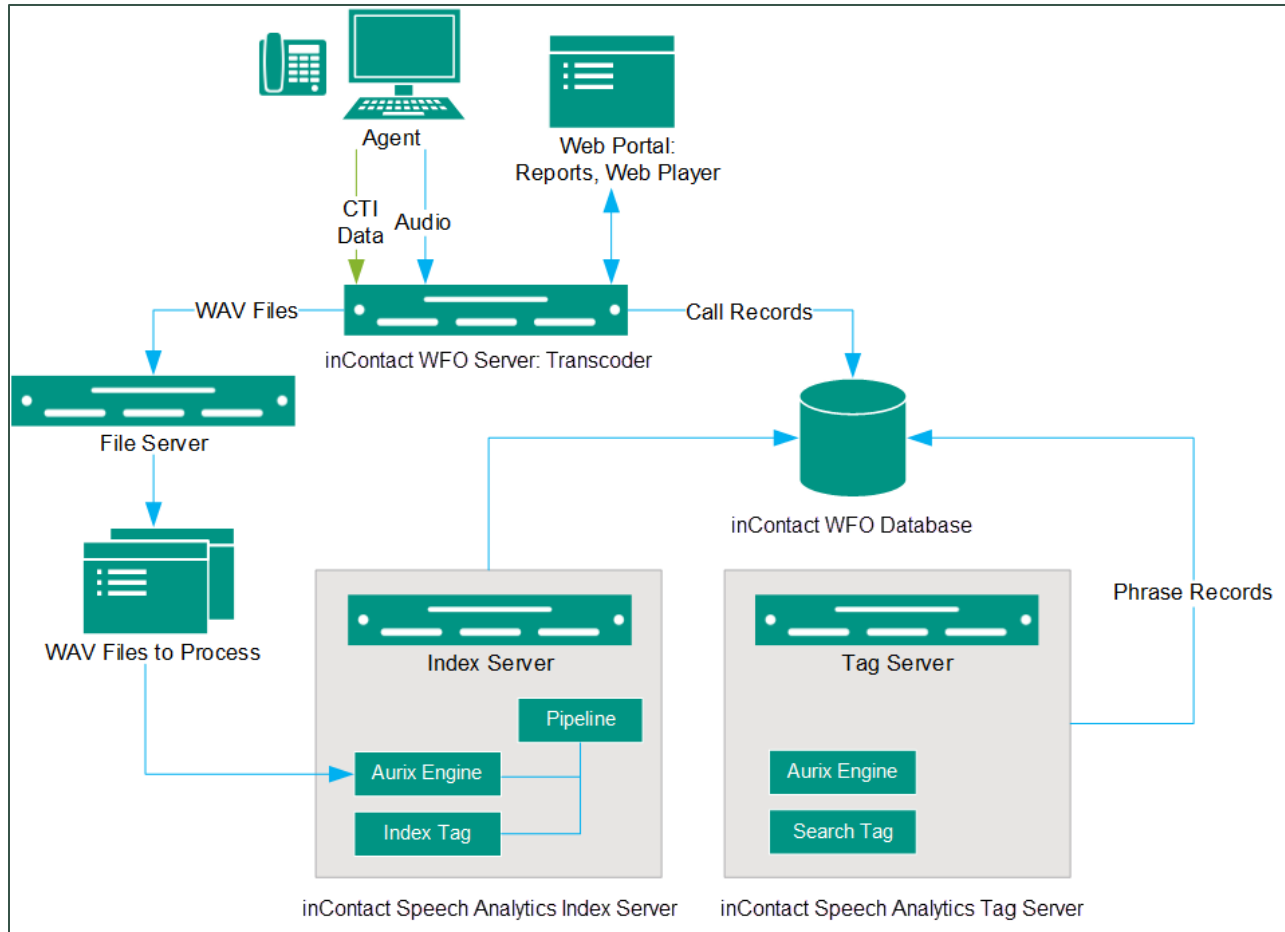 Agent
Web Portal:
Reports, Web Player
CTI
Data
Audio
WAV Files
Call Records
inContact WFO Server: Transcoder
File Server
inContact WFO Database
WAV Files to Process
Index Server
Tag Server
Phrase Records
Pipeline
Aurix Engine
Index Tag
Aurix Engine
Search Tag
inContact Speech Analytics Index Server
inContact Speech Analytics Tag Server